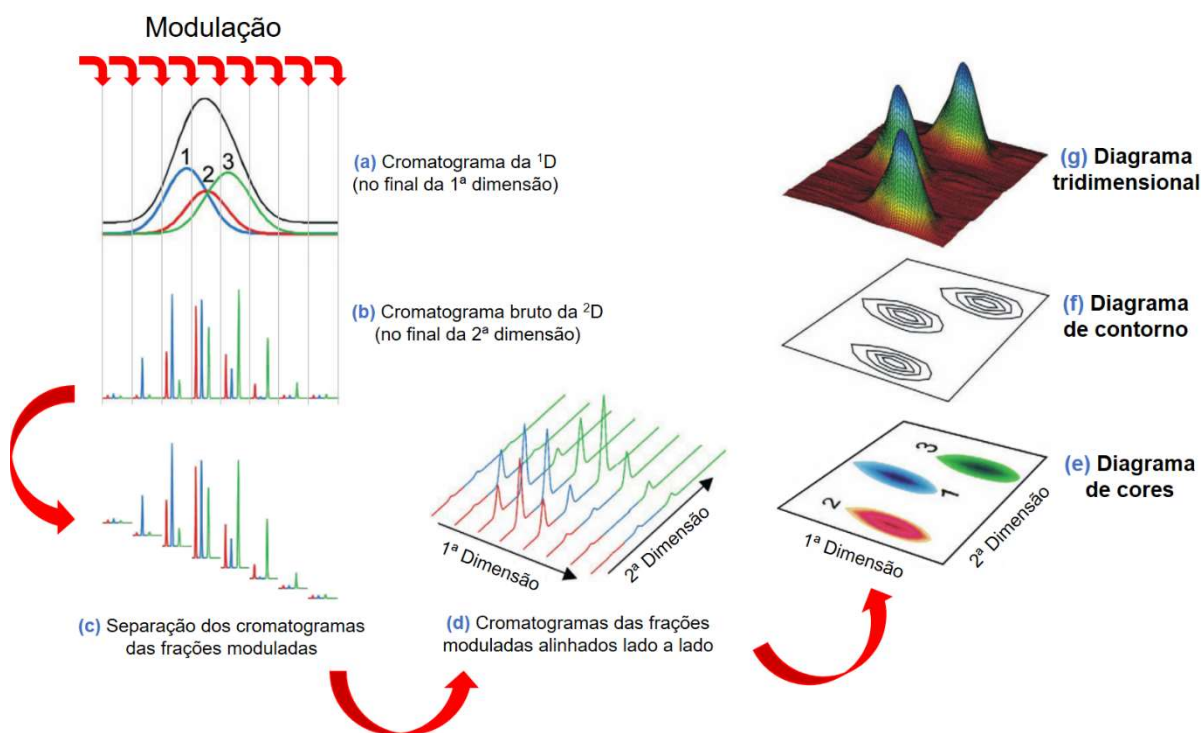 Modulação
1
2
3
(a) Cromatograma da ¹D
(no final da 1ª dimensão)
(b) Cromatograma bruto da ²D
(no final da 2ª dimensão)
(c) Separação dos cromatogramas
das frações moduladas
1ª Dimensão
2ª Dimensão
(d) Cromatogramas das frações
moduladas alinhados lado a lado
(g) Diagrama
tridimensional
(f) Diagrama
de contorno
3
1
2
1ª Dimensão
2ª Dimensão
(e) Diagrama
de cores